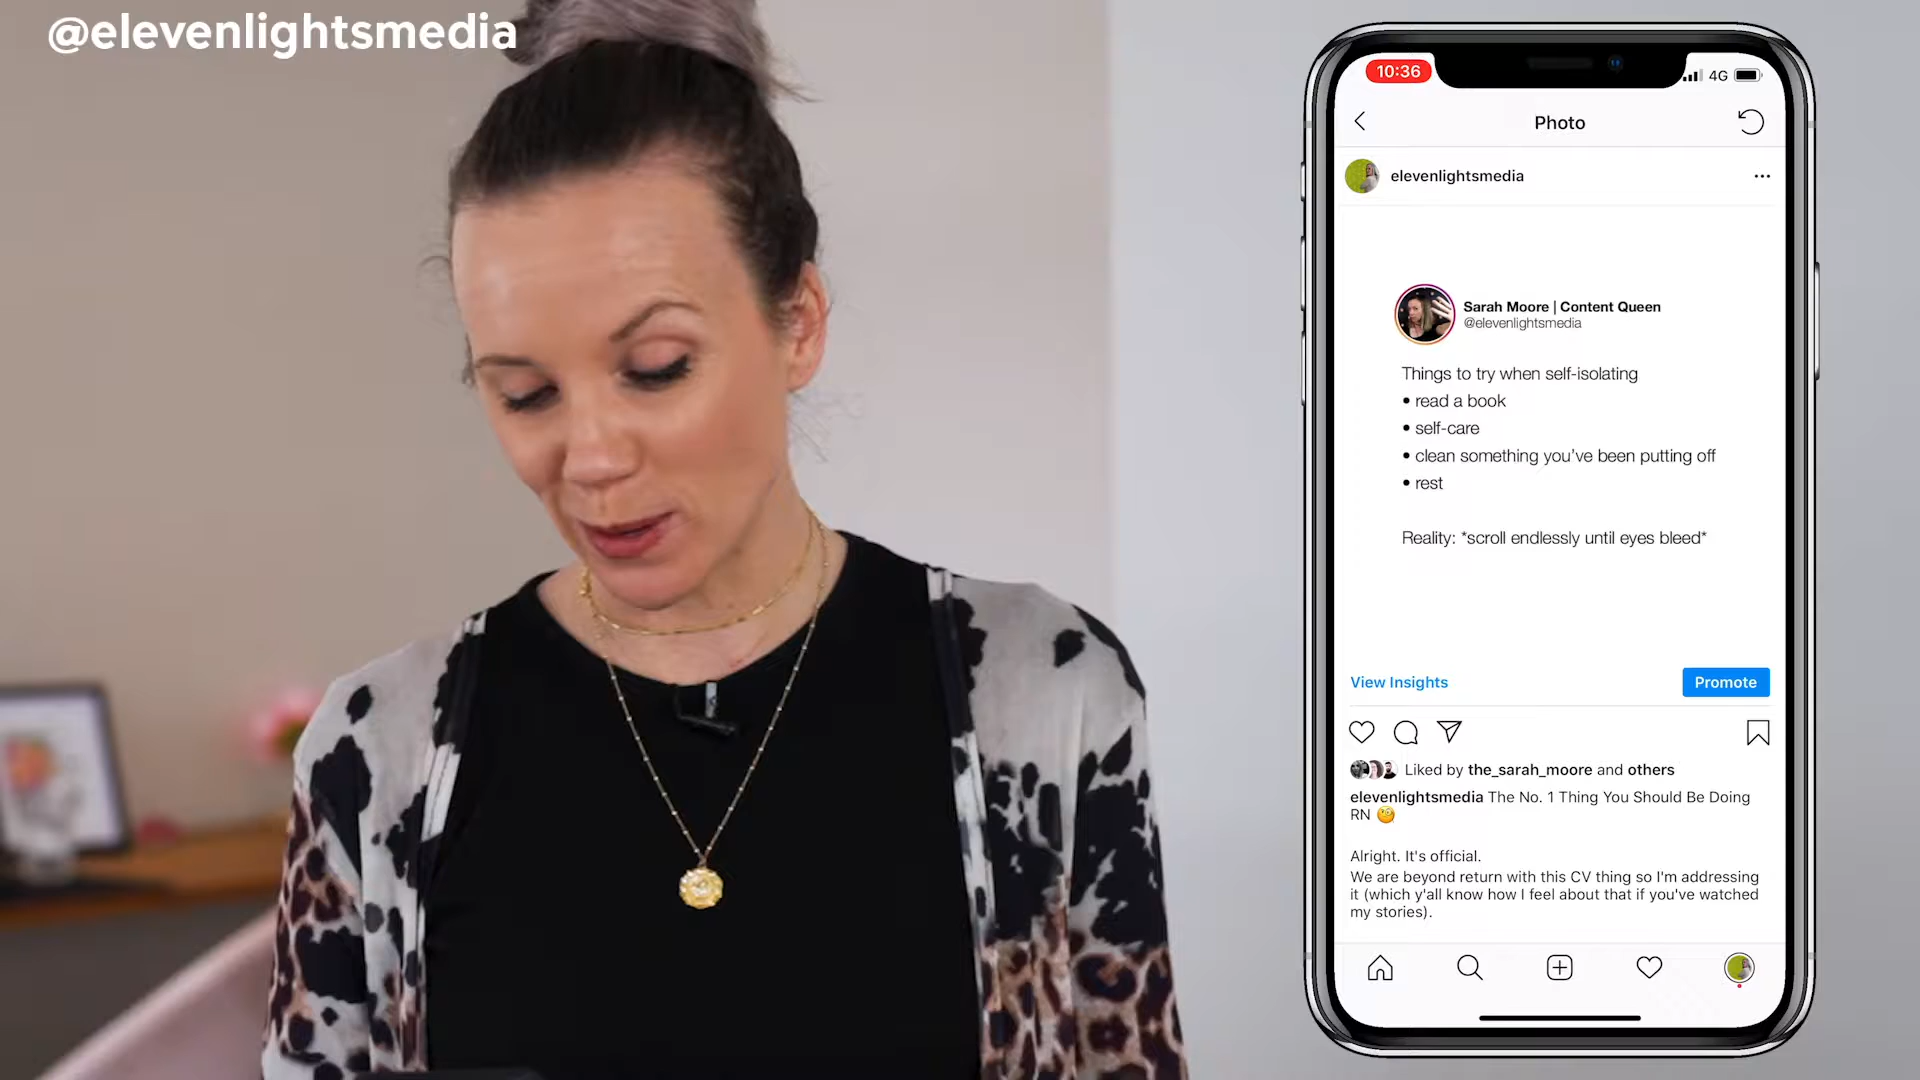 @elevenlightsmedia
10:36
4G
Photo
elevenlightsmedia
Sarah Moore | Content Queen
@elevenlightsmedia
Things to try when self-isolating
• read a book
• self-care
• clean something you've been putting off
• rest
Reality: *scroll endlessly until eyes bleed*
View Insights
Promote
Liked by the_sarah_moore and others
elevenlightsmedia The No. 1 Thing You Should Be Doing
RN 🧐
Alright. It's official.
We are beyond return with this CV thing so I'm addressing
it (which y'all know how I feel about that if you've watched
my stories).